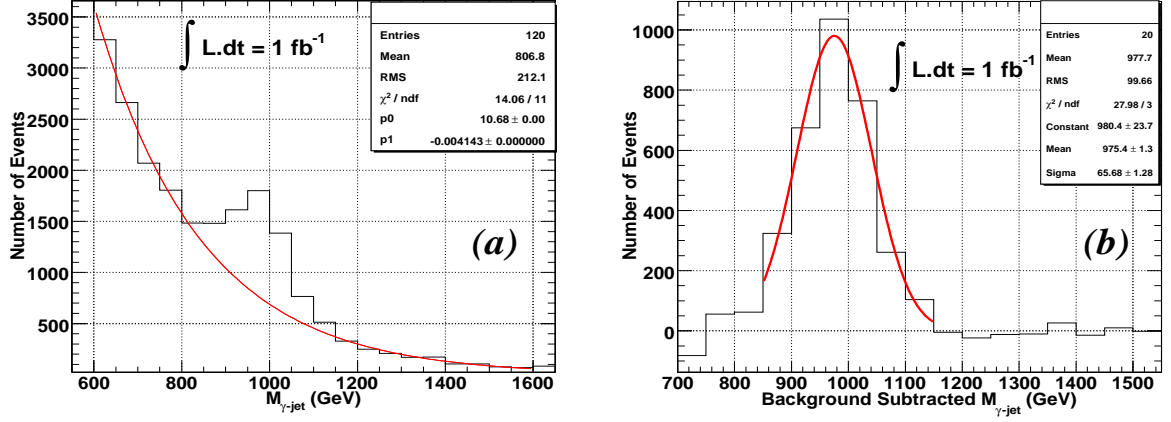 3500
3000
2500
2000
1500
1000
500
Number of Events
∫ L.dt = 1 fb⁻¹
Entries 120
Mean 806.8
RMS 212.1
χ² / ndf 14.06 / 11
p0 10.68 ± 0.00
p1 -0.004143 ± 0.000000
(a)
600 800 1000 1200 1400 1600
M γ-jet (GeV)
1000
800
600
400
200
0
Number of Events
∫ L.dt = 1 fb⁻¹
Entries 20
Mean 977.7
RMS 99.66
χ² / ndf 27.98 / 3
Constant 980.4 ± 23.7
Mean 975.4 ± 1.3
Sigma 65.68 ± 1.28
(b)
700 800 900 1000 1100 1200 1300 1400 1500
Background Subtracted M γ-jet (GeV)